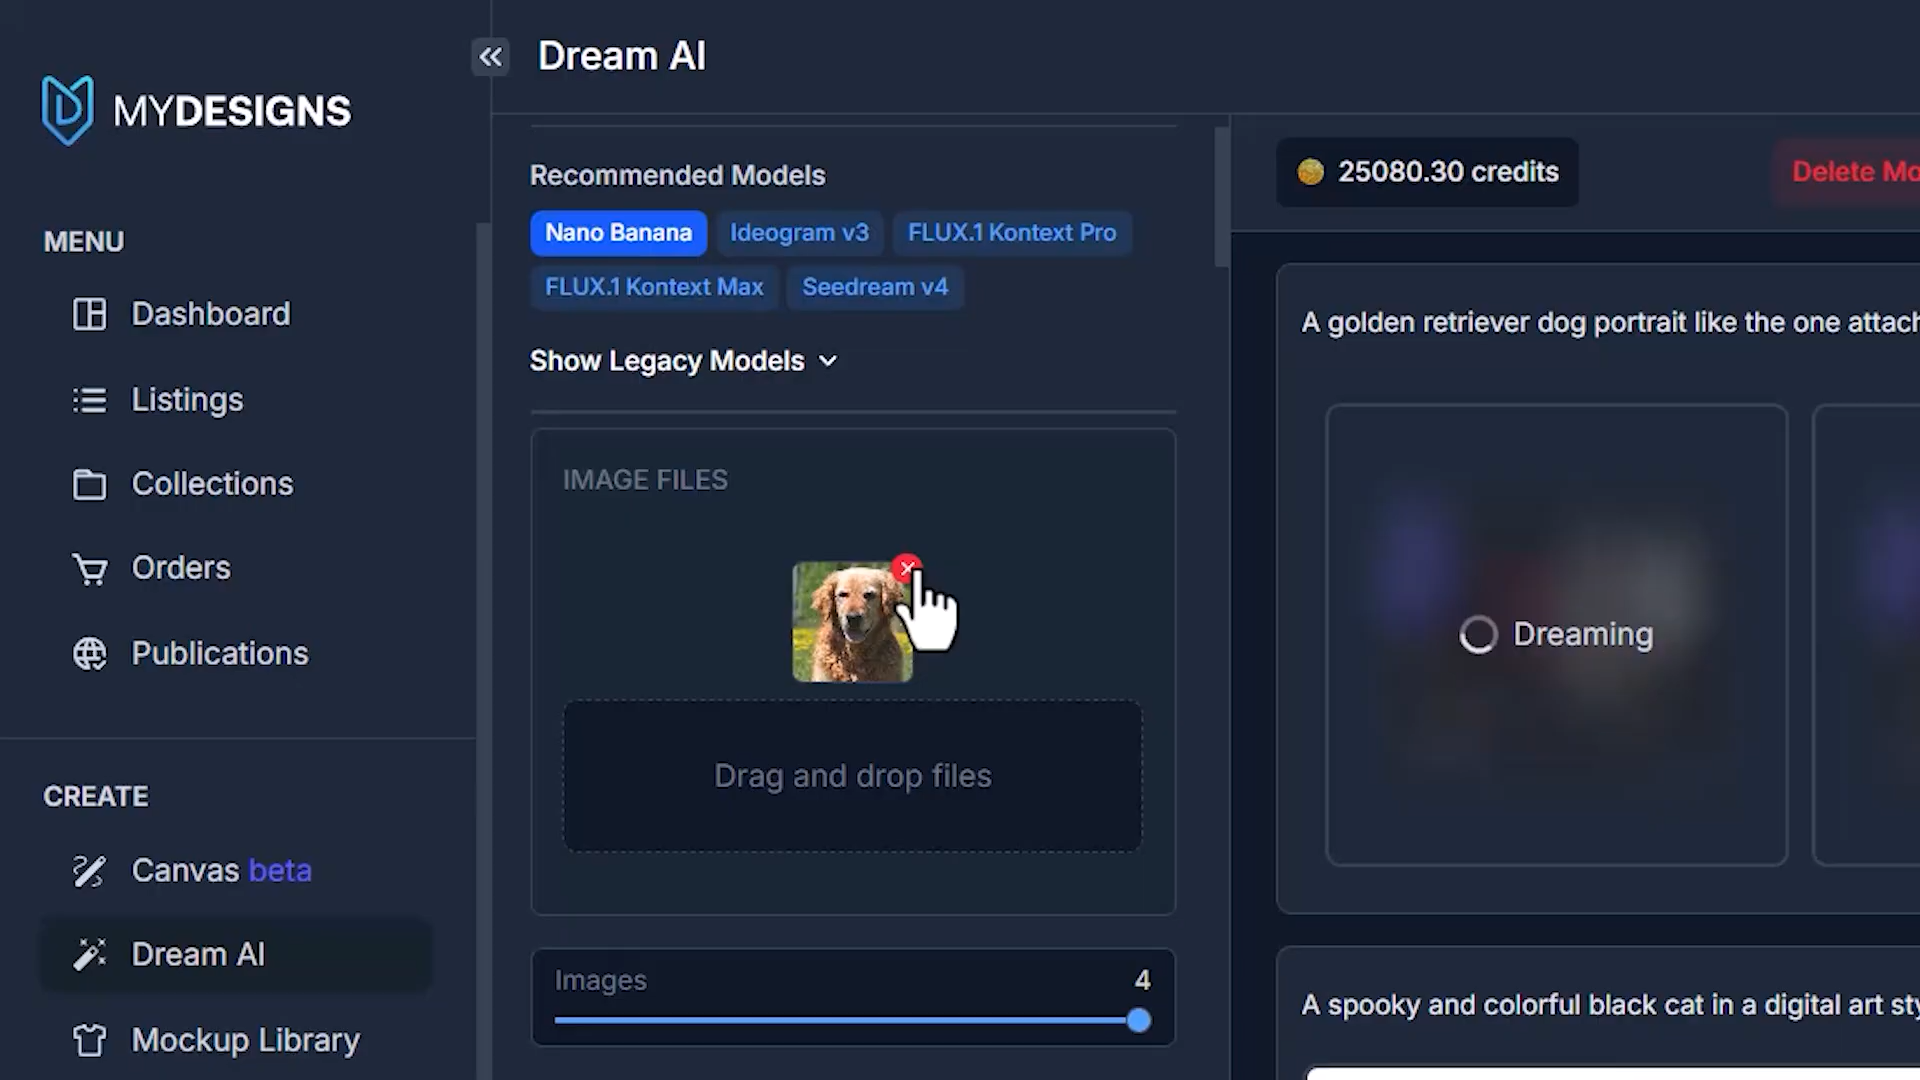 Dream AI
MYDESIGNS
MENU
Dashboard
Listings
Collections
Orders
Publications
CREATE
Canvas beta
Dream AI
Mockup Library
Recommended Models
Nano Banana
Ideogram v3
FLUX.1 Kontext Pro
FLUX.1 Kontext Max
Seedream v4
Show Legacy Models
IMAGE FILES
Drag and drop files
Images
4
25080.30 credits
Delete Mo
A golden retriever dog portrait like the one attach
Dreaming
A spooky and colorful black cat in a digital art sty